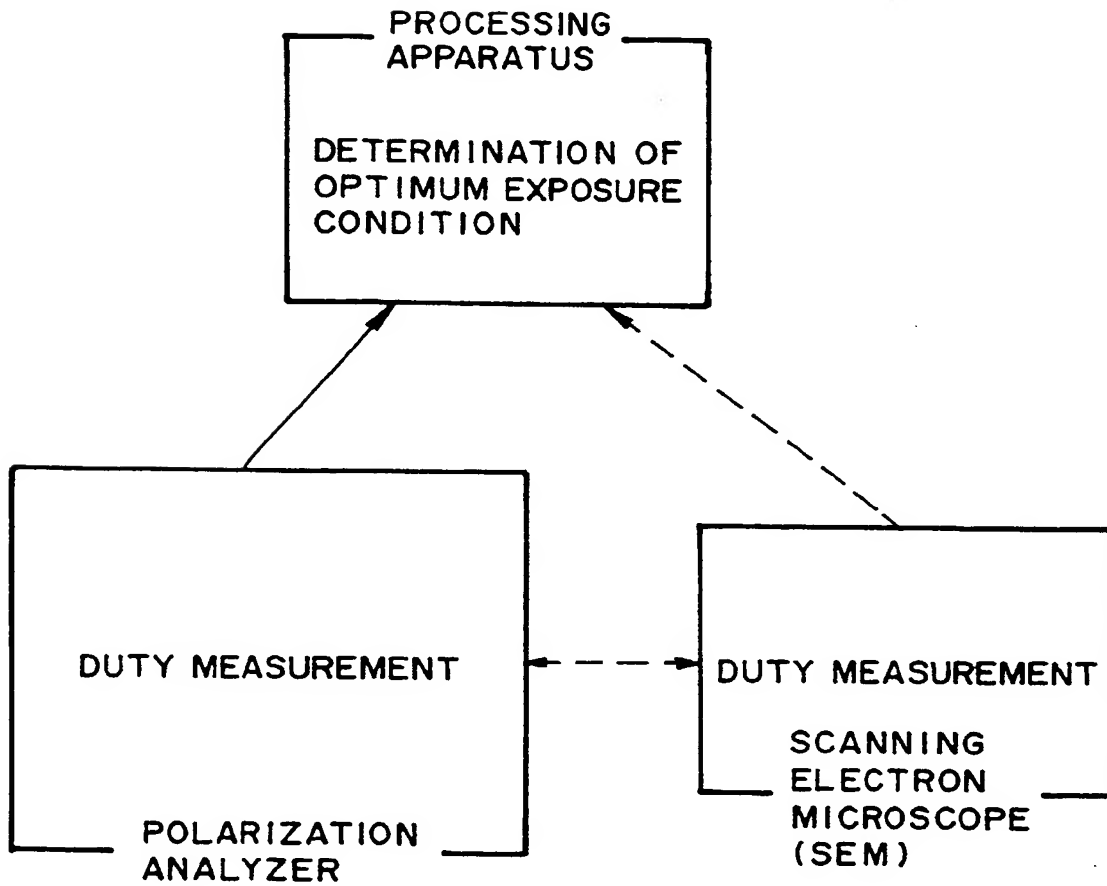 PROCESSING
APPARATUS
DETERMINATION OF
OPTIMUM EXPOSURE
CONDITION
DUTY MEASUREMENT
POLARIZATION
ANALYZER
DUTY MEASUREMENT
SCANNING
ELECTRON
MICROSCOPE
(SEM)